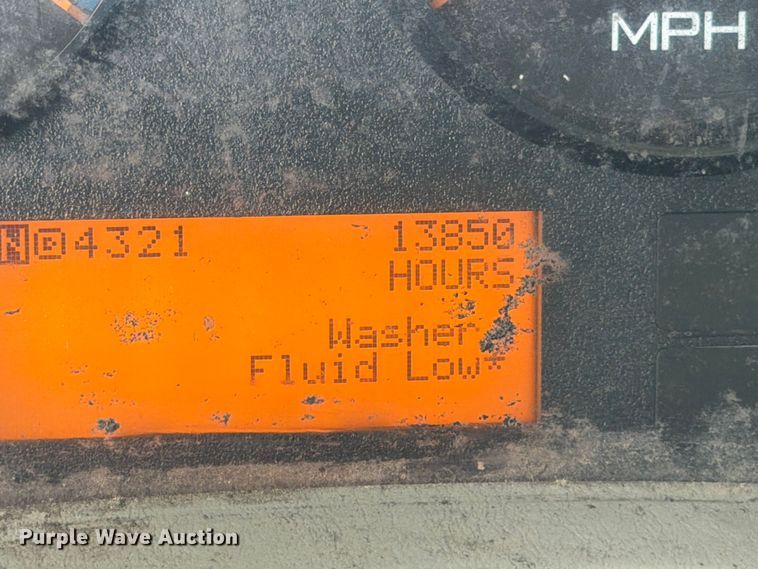 MPH
N D 4321 13850
HOURS
Washer
Fluid Low*
Purple Wave Auction